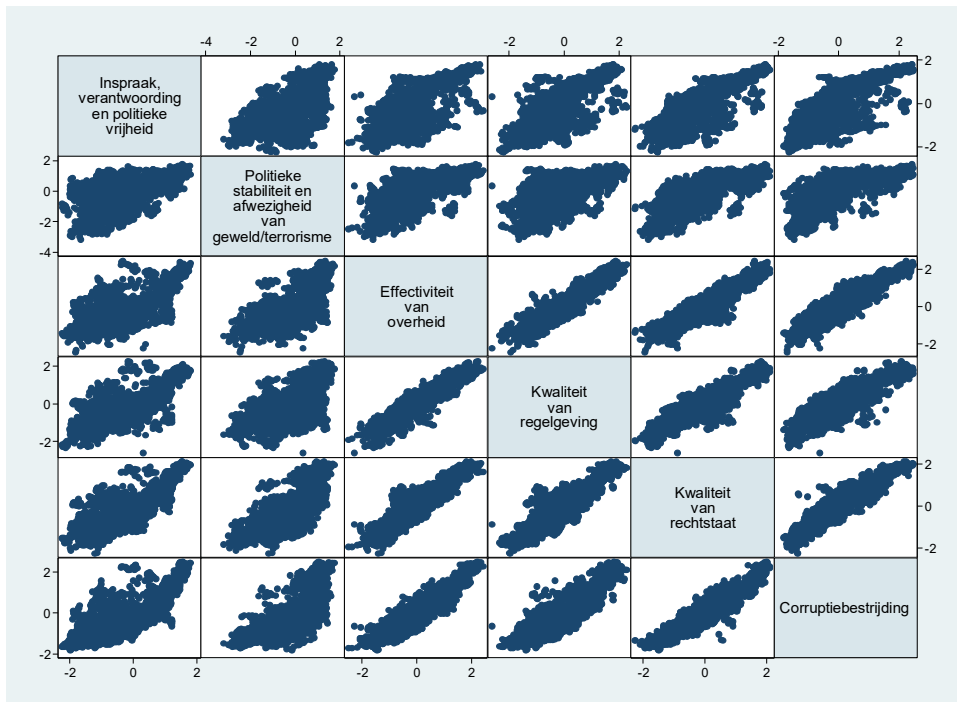 -4 -2 0 2 -2 0 2 -2 0 2
Inspraak,
verantwoording
en politieke
vrijheid
2
0
-2
2
0
-2
-4
Politieke
stabiliteit en
afwezigheid
van
geweld/terrorisme
Effectiviteit
van
overheid
2
0
-2
2
0
-2
Kwaliteit
van
regelgeving
Kwaliteit
van
rechtstaat
2
0
-2
2
0
-2
Corruptiebestrijding
-2 0 2 -2 0 2 -2 0 2